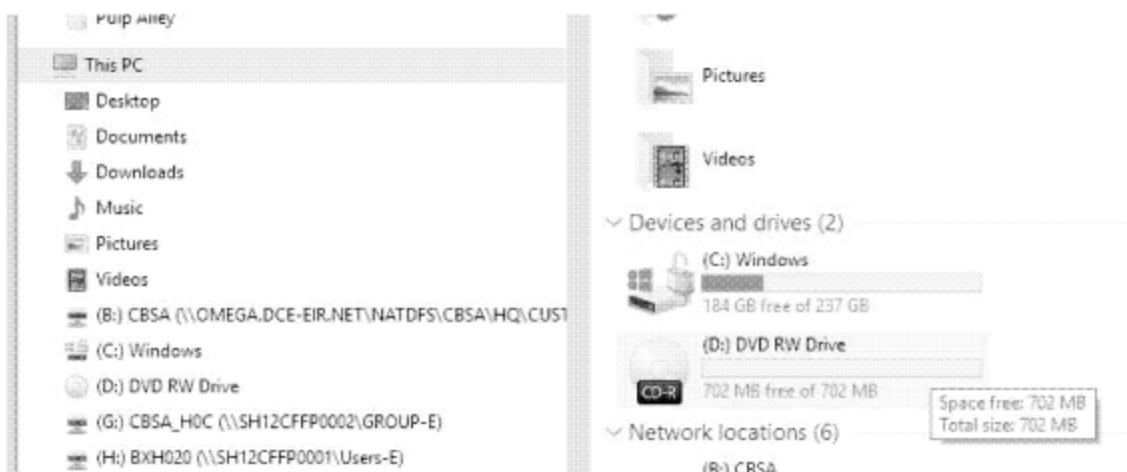 Pulp Alley
This PC
Desktop
Documents
Downloads
Music
Pictures
Videos
(B:) CBSA (\\OMEGA.DCE-EIR.NET\NATDFS\CBSA\HQ\CUST
(C:) Windows
(D:) DVD RW Drive
(G:) CBSA_H0C (\\SH12CFFP0002\GROUP-E)
(H:) BXH020 (\\SH12CFFP0001\Users-E)
Pictures
Videos
Devices and drives (2)
(C:) Windows
184 GB free of 237 GB
(D:) DVD RW Drive
CD-R
702 MB free of 702 MB
Space free: 702 MB
Total size: 702 MB
Network locations (6)
(B:) CBSA